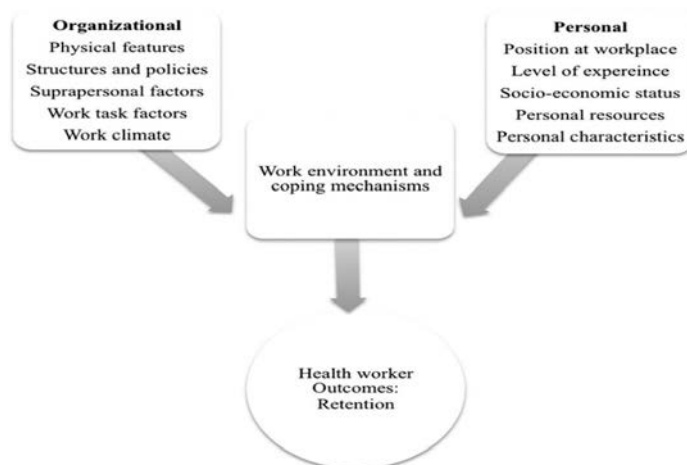 Organizational
Physical features
Structures and policies
Suprapersonal factors
Work task factors
Work climate
Personal
Position at workplace
Level of expereince
Socio-economic status
Personal resources
Personal characteristics
Work environment and
coping mechanisms
Health worker
Outcomes:
Retention